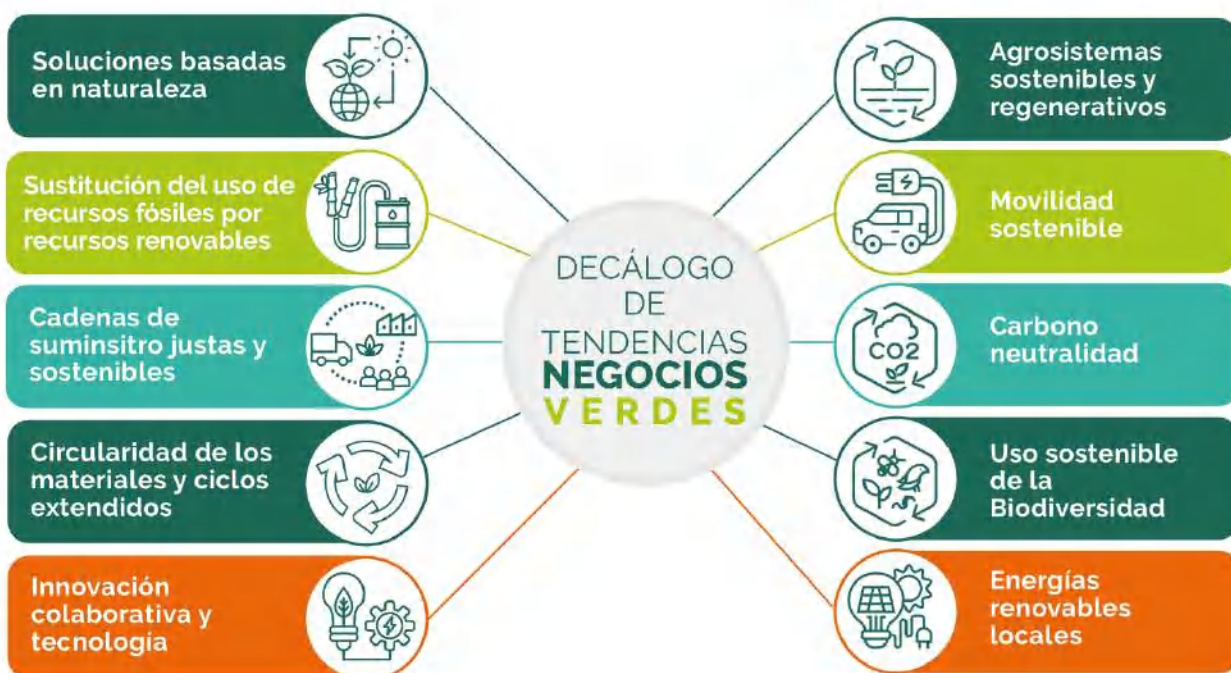 Soluciones basadas
en naturaleza
Sustitución del uso de
recursos fósiles por
recursos renovables
Cadenas de
suminsitro justas y
sostenibles
Circularidad de los
materiales y ciclos
extendidos
Innovación
colaborativa y
tecnología
DECÁLOGO
DE
TENDENCIAS
NEGOCIOS
VERDES
Agrosistemas
sostenibles y
regenerativos
Movilidad
sostenible
CO2
Carbono
neutralidad
Uso sostenible
de la
Biodiversidad
Energías
renovables
locales